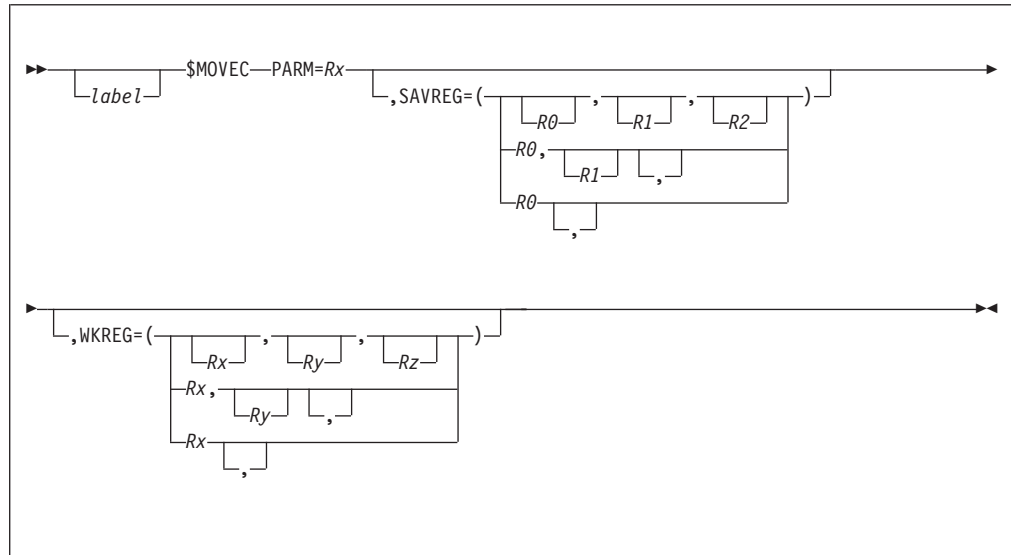 $MOVEC PARM=Rx
label
,SAVREG=( , , )
R0 R1 R2
R0,
R1 ,
R0
,
,WKREG=( , , )
Rx Ry Rz
Rx,
Ry ,
Rx
,